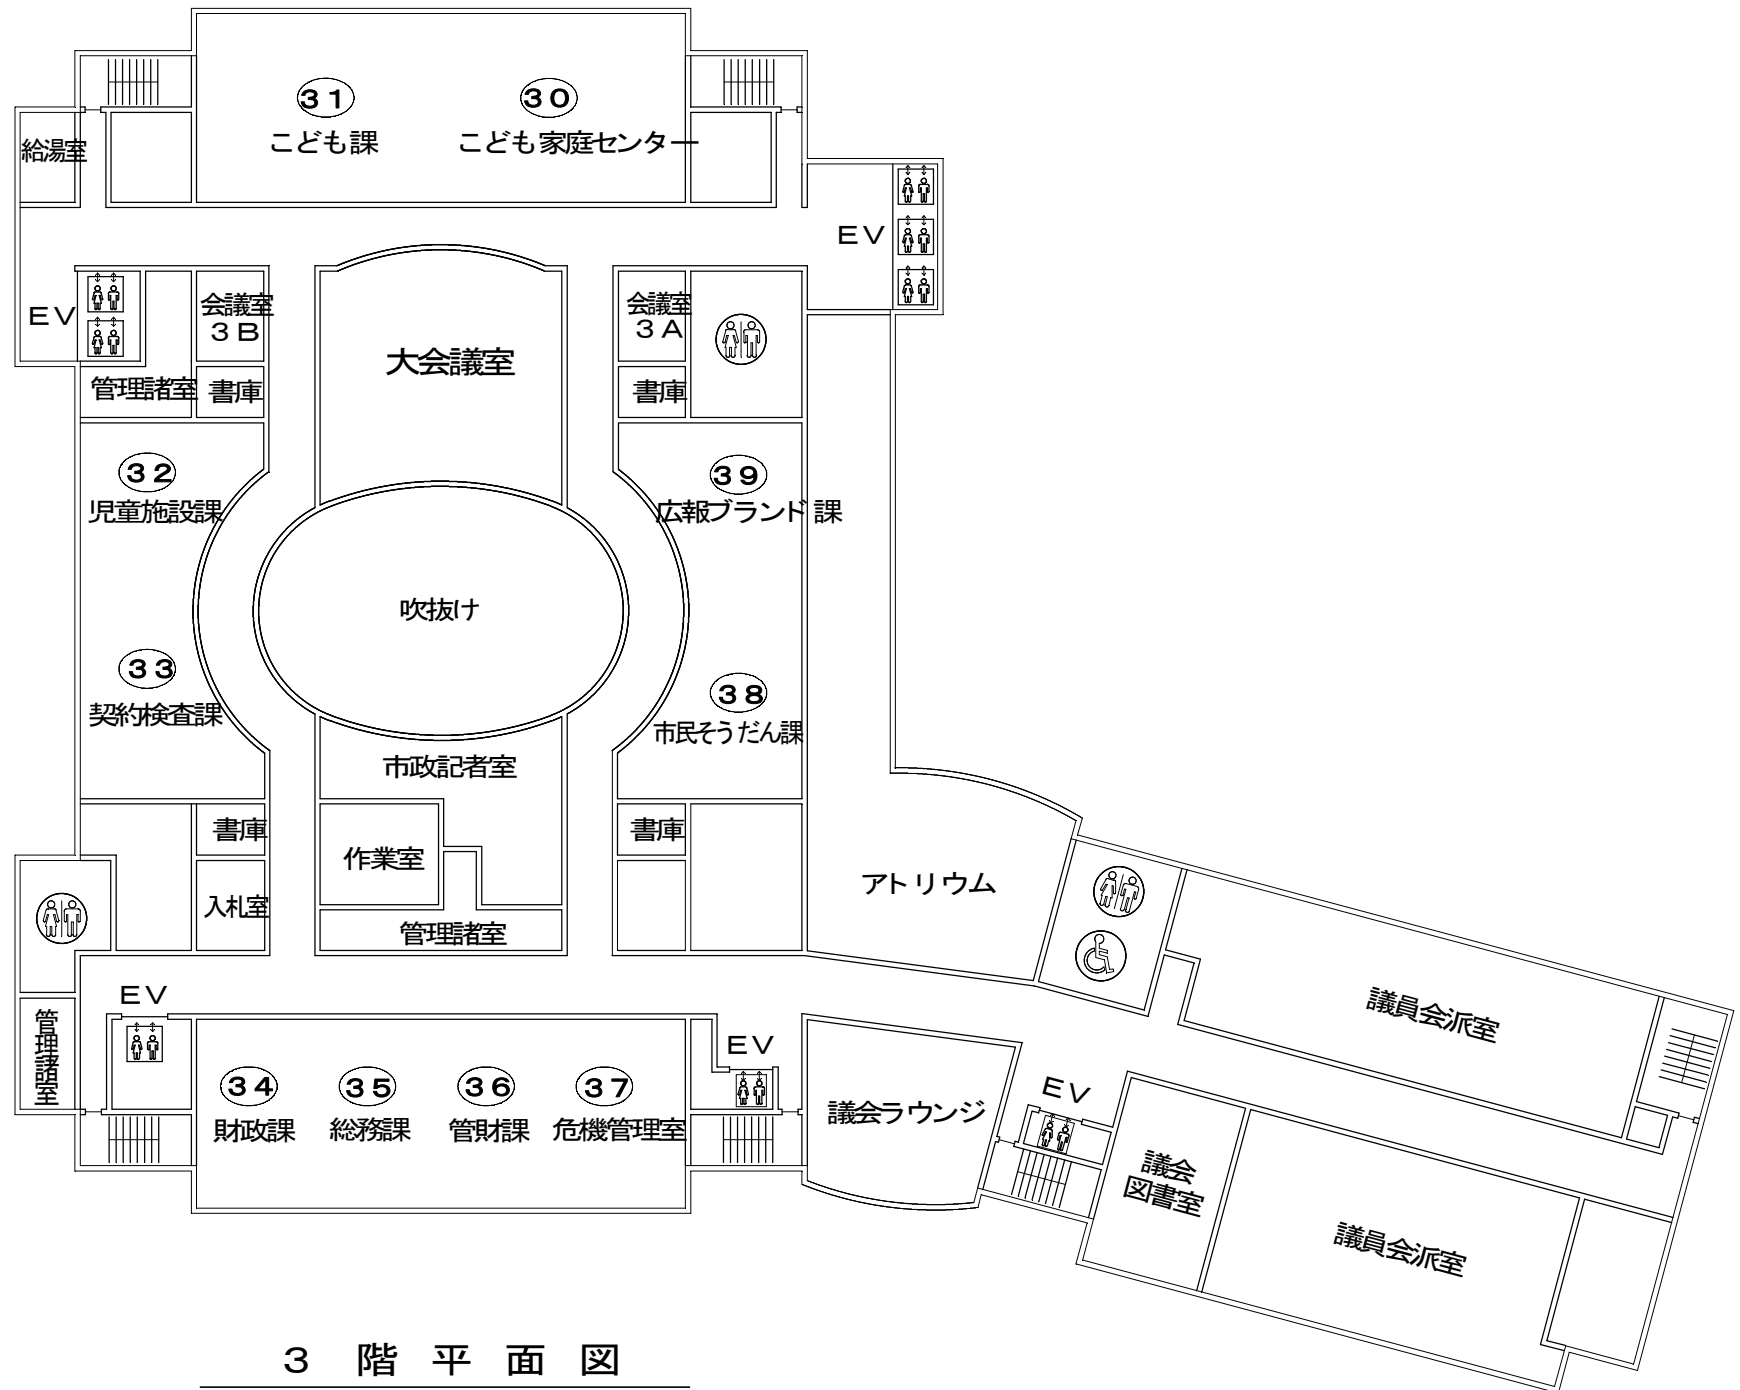 31
30
こども課
こども家庭センター
給湯室
EV
EV
会議室
3B
会議室
3A
大会議室
管理諸室
書庫
書庫
32
児童施設課
39
広報ブランド課
吹抜け
33
契約検査課
38
市民そうだん課
市政記者室
書庫
作業室
書庫
入札室
管理諸室
アトリウム
EV
管理諸室
34
財政課
35
総務課
36
管財課
37
危機管理室
EV
議会ラウンジ
EV
議員会派室
議会
図書室
議員会派室
3階平面図